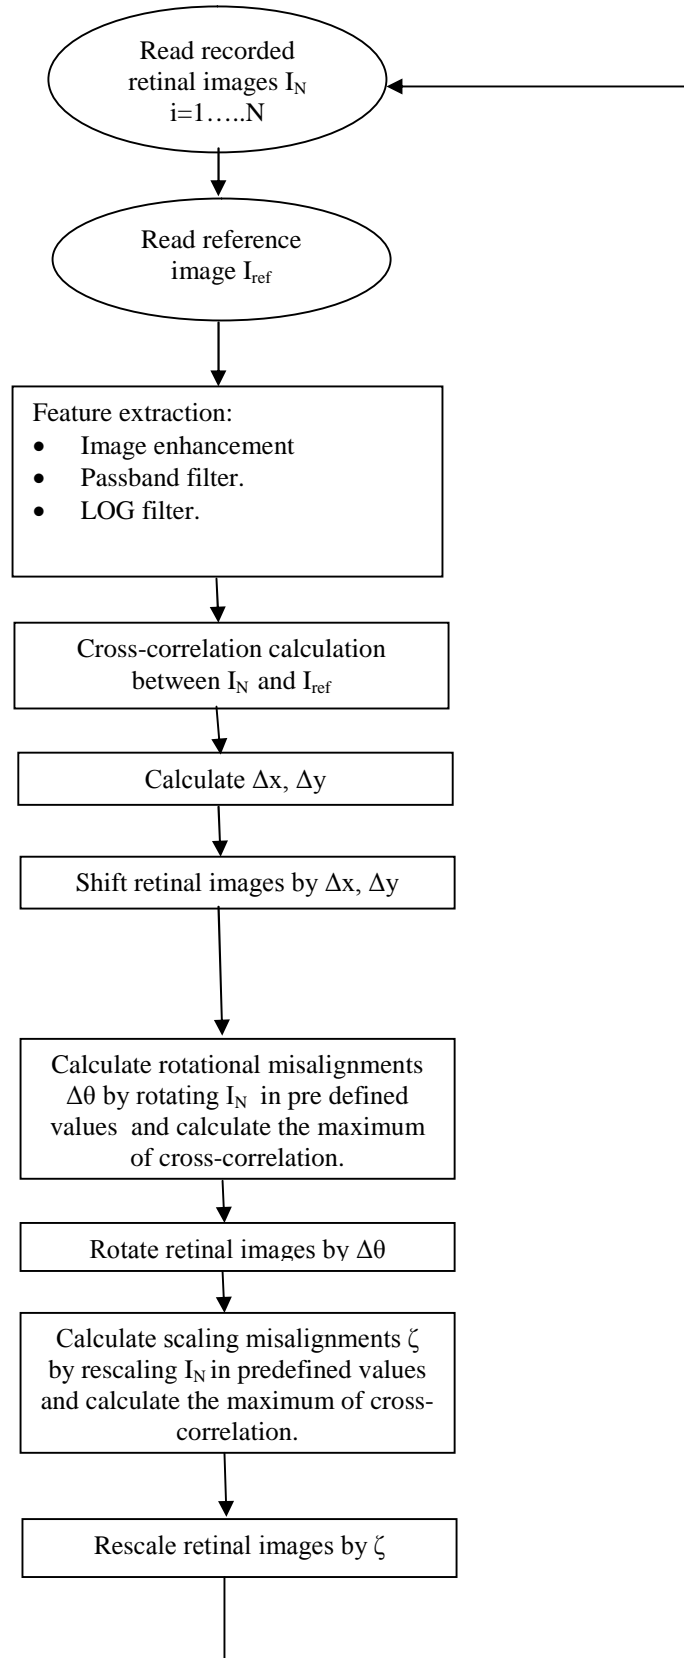 Read recorded
retinal images I_N
i=1…..N
Read reference
image I_ref
Feature extraction:
• Image enhancement
• Passband filter.
• LOG filter.
Cross-correlation calculation
between I_N and I_ref
Calculate Δx, Δy
Shift retinal images by Δx, Δy
Calculate rotational misalignments
Δθ by rotating I_N in pre defined
values and calculate the maximum
of cross-correlation.
Rotate retinal images by Δθ
Calculate scaling misalignments ζ
by rescaling I_N in predefined values
and calculate the maximum of cross-
correlation.
Rescale retinal images by ζ